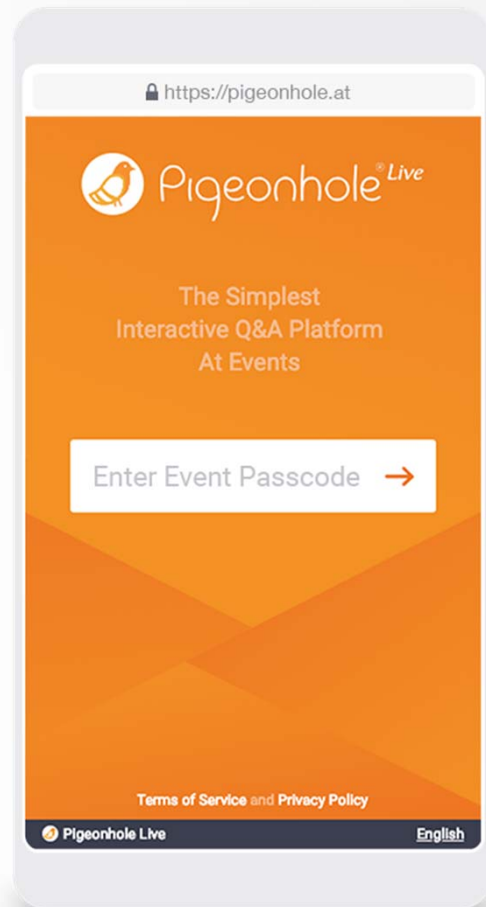 https://pigeonhole.at
Pigeonhole® Live
The Simplest
Interactive Q&A Platform
At Events
Enter Event Passcode →
Terms of Service and Privacy Policy
Pigeonhole Live English